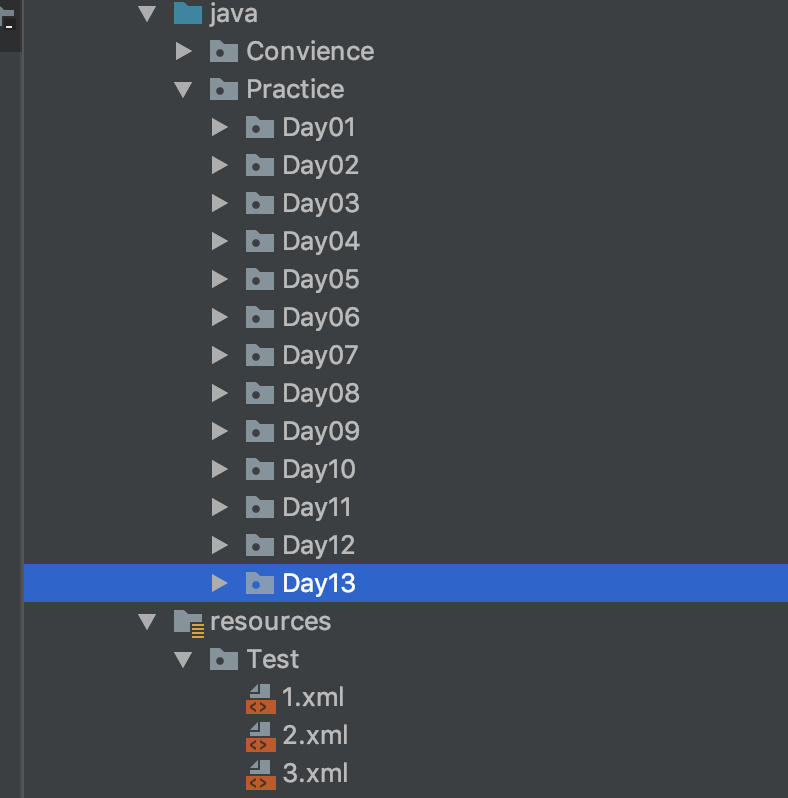 java
Convience
Practice
Day01
Day02
Day03
Day04
Day05
Day06
Day07
Day08
Day09
Day10
Day11
Day12
Day13
resources
Test
1.xml
2.xml
3.xml